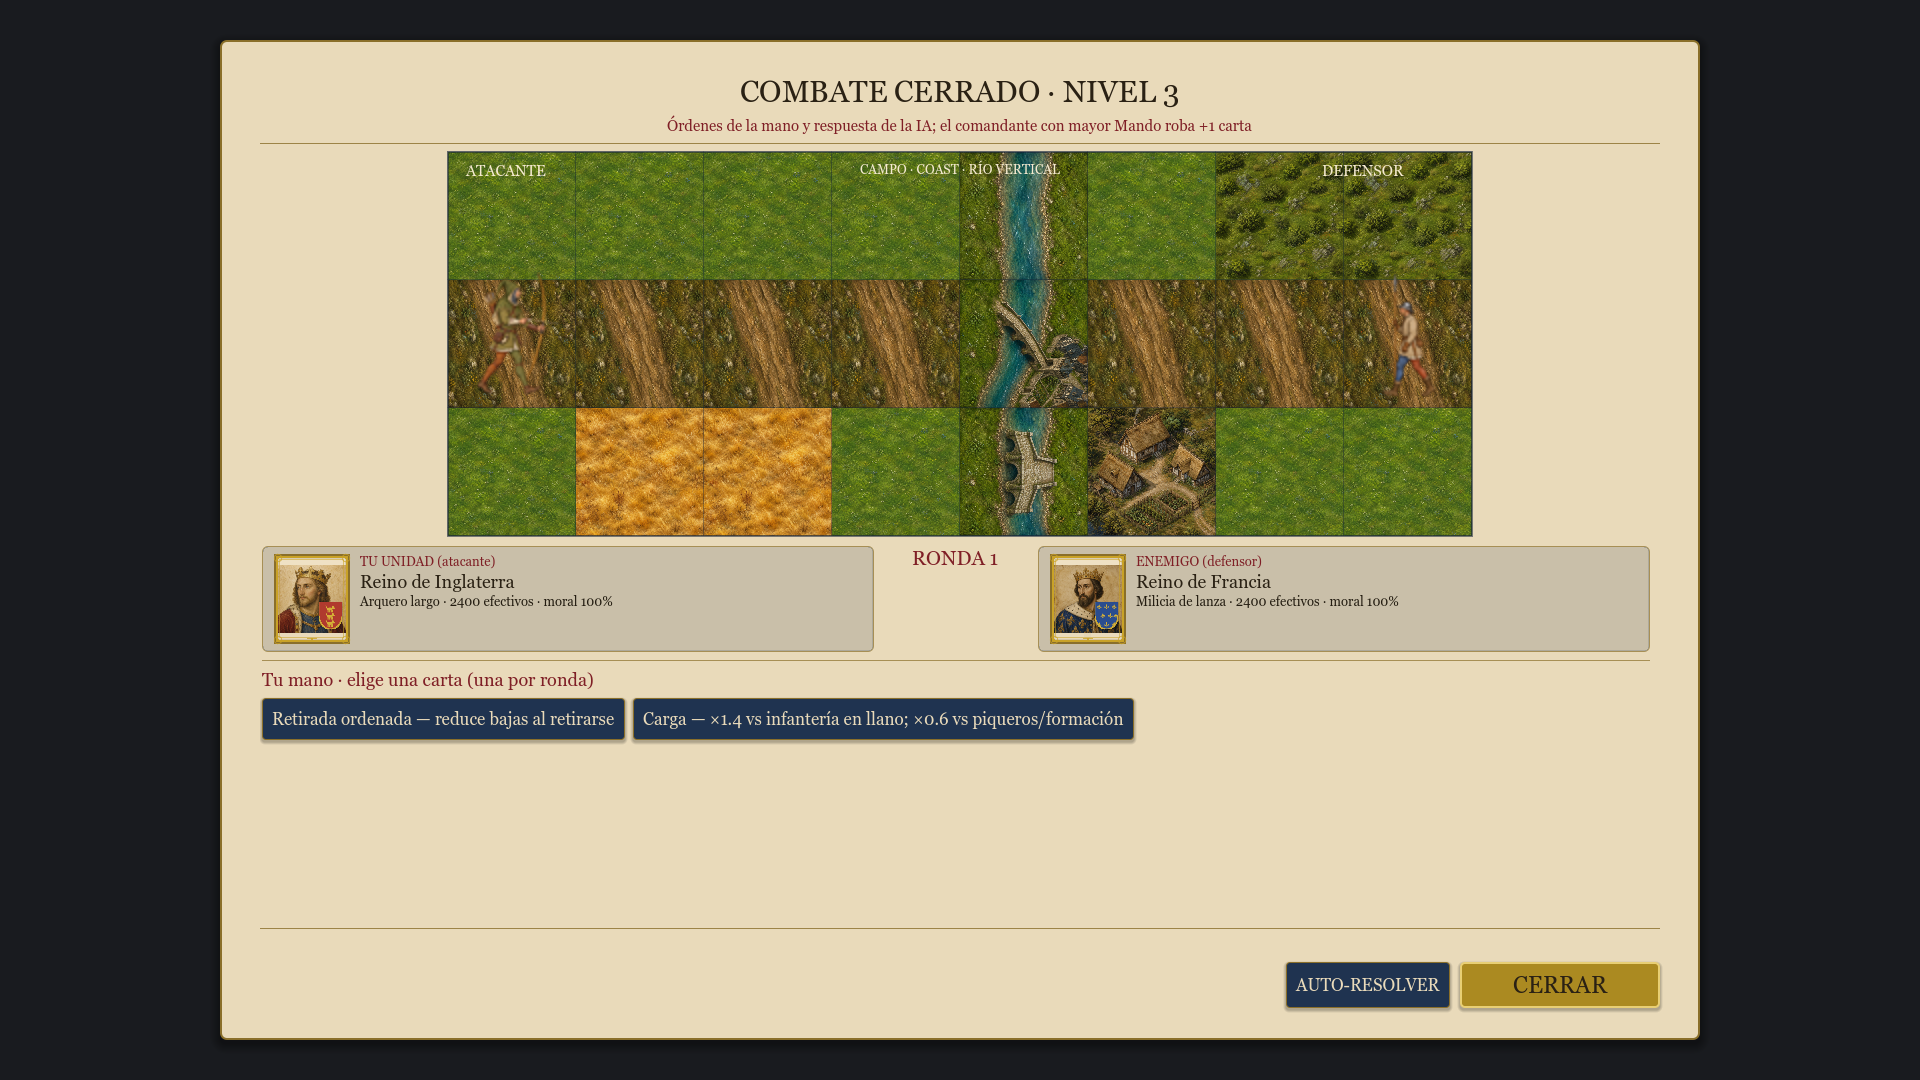 COMBATE CERRADO · NIVEL 3
Órdenes de la mano y respuesta de la IA; el comandante con mayor Mando roba +1 carta
ATACANTE
CAMPO · COAST · RÍO VERTICAL
DEFENSOR
TU UNIDAD (atacante)
Reino de Inglaterra
Arquero largo · 2400 efectivos · moral 100%
RONDA 1
ENEMIGO (defensor)
Reino de Francia
Milicia de lanza · 2400 efectivos · moral 100%
Tu mano · elige una carta (una por ronda)
Retirada ordenada — reduce bajas al retirarse
Carga — ×1.4 vs infantería en llano; ×0.6 vs piqueros/formación
AUTO-RESOLVER
CERRAR